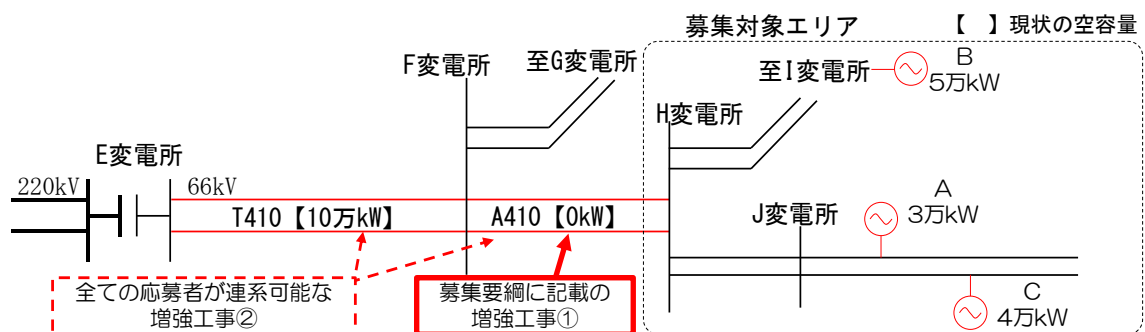 募集対象エリア
【　】現状の空容量
F変電所
至G変電所
至I変電所
B
5万kW
H変電所
E変電所
220kV
66kV
T410【10万kW】
A410【0kW】
J変電所
A
3万kW
全ての応募者が連系可能な
増強工事②
募集要綱に記載の
増強工事①
C
4万kW